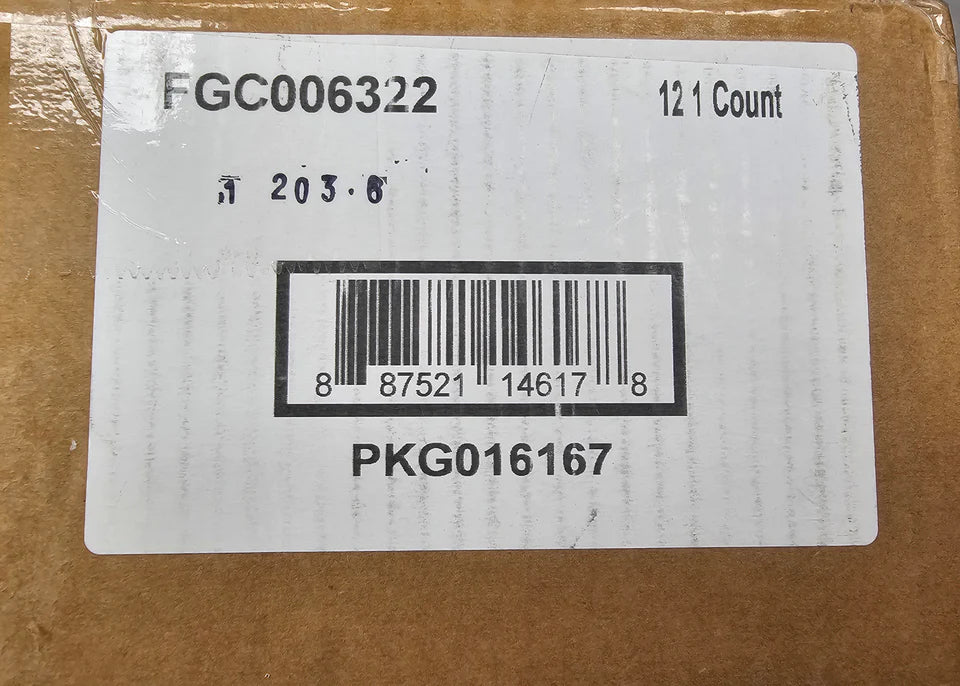 FGC006322 12 1 Count
203.6
8 87521 14617 8
PKG016167